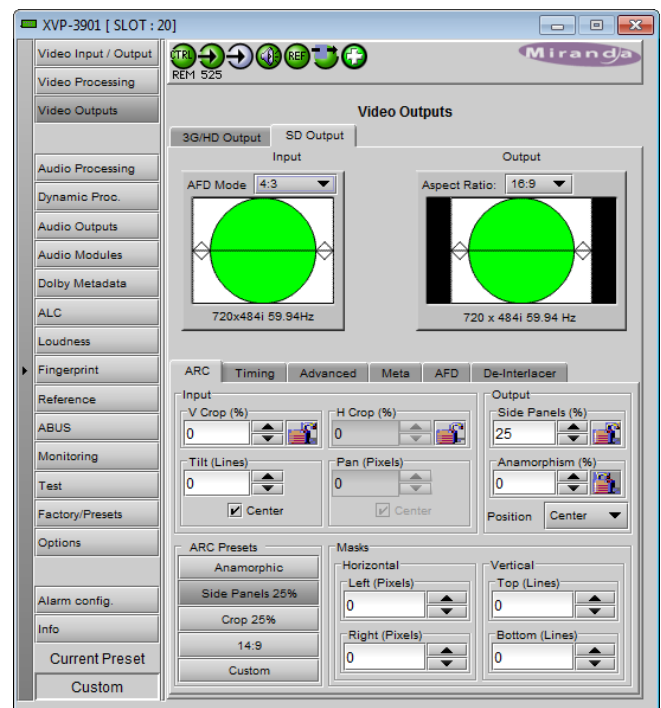 XVP-3901 [ SLOT : 20]
Video Input / Output
Video Processing
Video Outputs
Audio Processing
Dynamic Proc.
Audio Outputs
Audio Modules
Dolby Metadata
ALC
Loudness
Fingerprint
Reference
ABUS
Monitoring
Test
Factory/Presets
Options
Alarm config.
Info
Current Preset
Custom
CTRL
REF
REM 525
Miranda
Video Outputs
3G/HD Output SD Output
Input
AFD Mode 4:3
720x484i 59.94Hz
Output
Aspect Ratio: 16:9
720 x 484i 59.94 Hz
ARC Timing Advanced Meta AFD De-Interlacer
Input
V Crop (%)
0
H Crop (%)
0
Tilt (Lines)
0
Center
Pan (Pixels)
0
Center
Output
Side Panels (%)
25
Anamorphism (%)
0
Position Center
ARC Presets
Anamorphic
Side Panels 25%
Crop 25%
14:9
Custom
Masks
Horizontal
Left (Pixels)
0
Right (Pixels)
0
Vertical
Top (Lines)
0
Bottom (Lines)
0